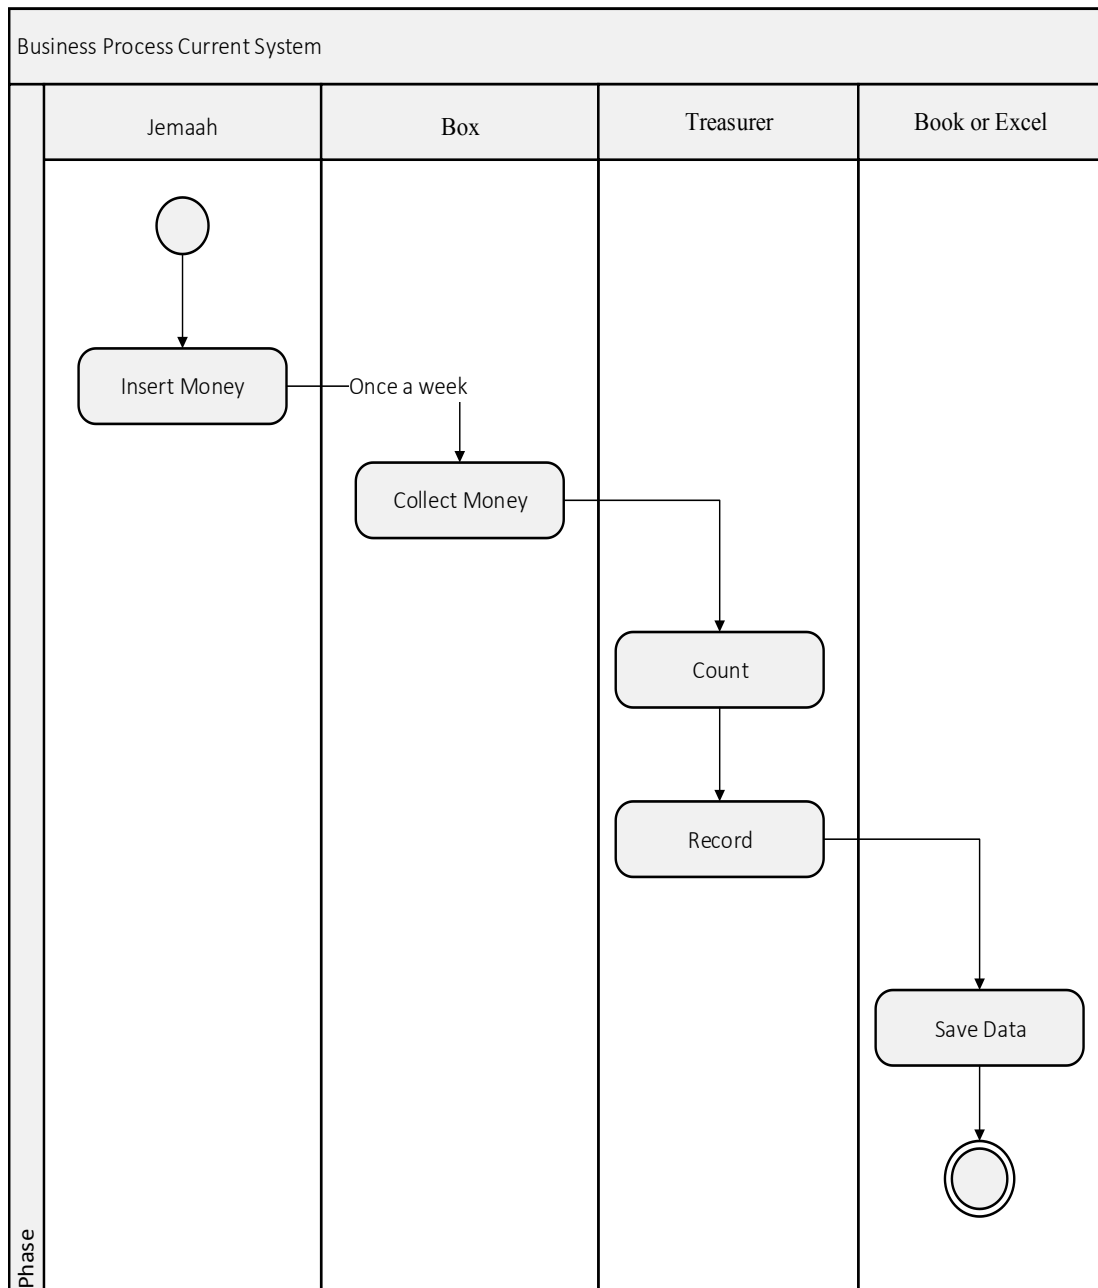 Business Process Current System
Jemaah
Box
Treasurer
Book or Excel
Insert Money
Once a week
Collect Money
Count
Record
Save Data
Phase